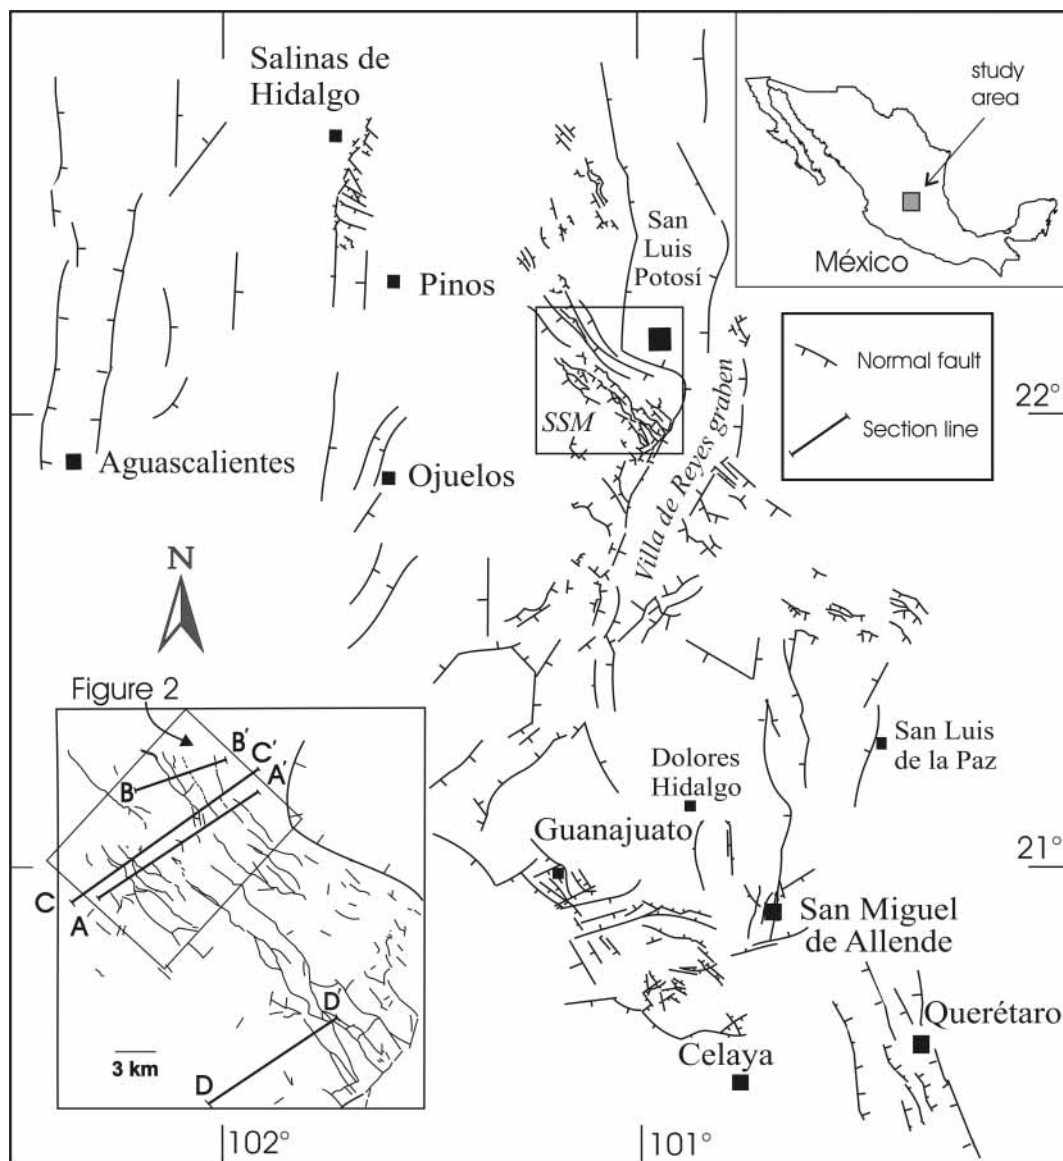 Salinas de
Hidalgo
study
area
México
San
Luis
Potosí
Pinos
Normal fault
Section line
22°
SSM
Villa de Reyes graben
Aguascalientes
Ojuelos
N
Figure 2
B'
C'
A'
B
C
A
D'
D
3 km
San Luis
de la Paz
Dolores
Hidalgo
Guanajuato
21°
San Miguel
de Allende
Querétaro
Celaya
102°
101°